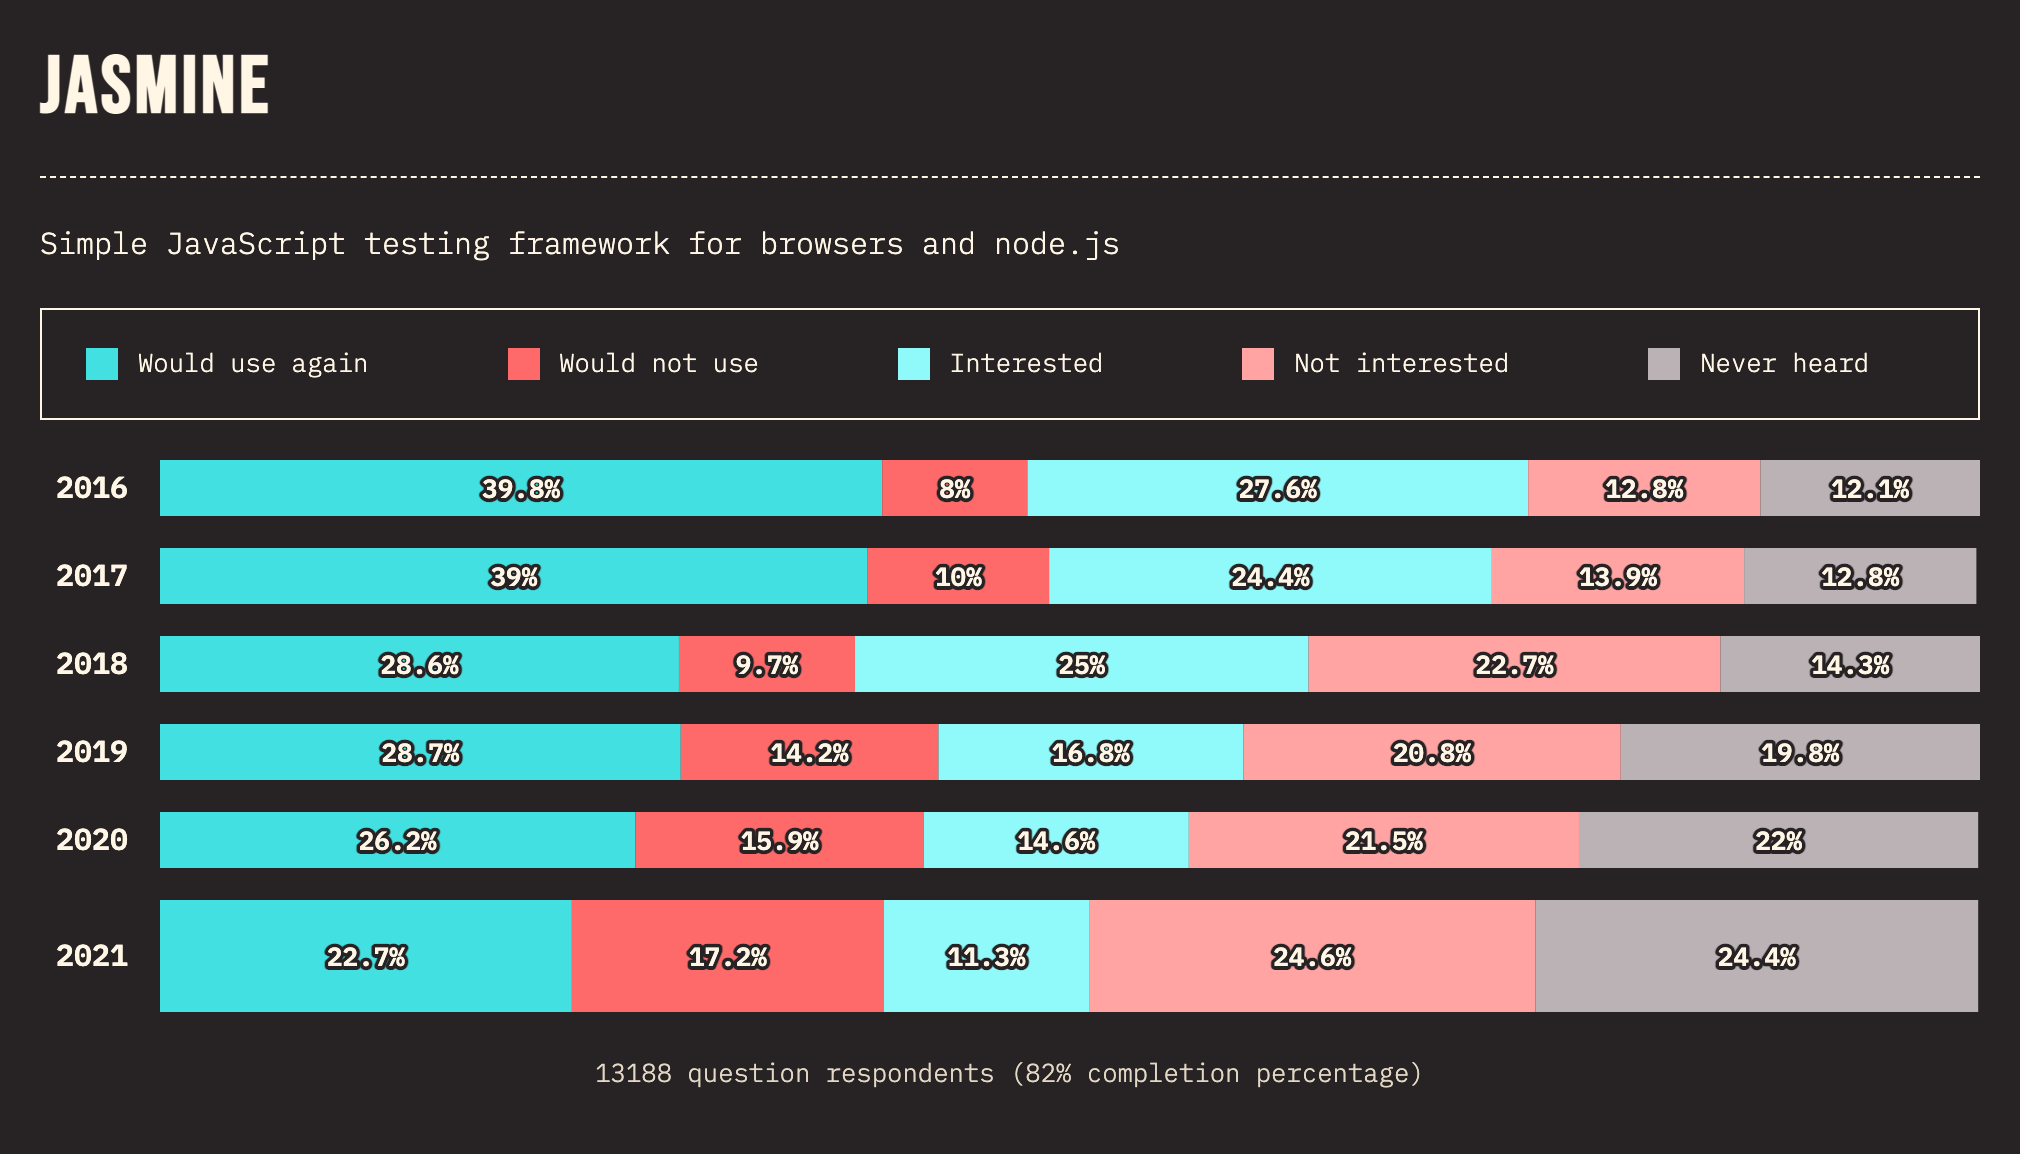 JASMINE
Simple JavaScript testing framework for browsers and node.js
Would use again Would not use Interested Not interested Never heard
2016 39.8% 8% 27.6% 12.8% 12.1%
2017 39% 10% 24.4% 13.9% 12.8%
2018 28.6% 9.7% 25% 22.7% 14.3%
2019 28.7% 14.2% 16.8% 20.8% 19.8%
2020 26.2% 15.9% 14.6% 21.5% 22%
2021 22.7% 17.2% 11.3% 24.6% 24.4%
13188 question respondents (82% completion percentage)